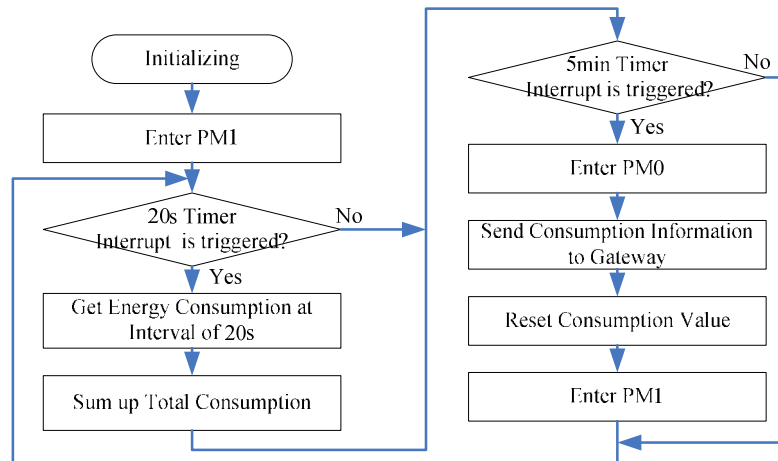 Initializing
Enter PM1
20s Timer
Interrupt is triggered?
No
Yes
Get Energy Consumption at
Interval of 20s
Sum up Total Consumption
5min Timer
Interrupt is triggered?
No
Yes
Enter PM0
Send Consumption Information
to Gateway
Reset Consumption Value
Enter PM1